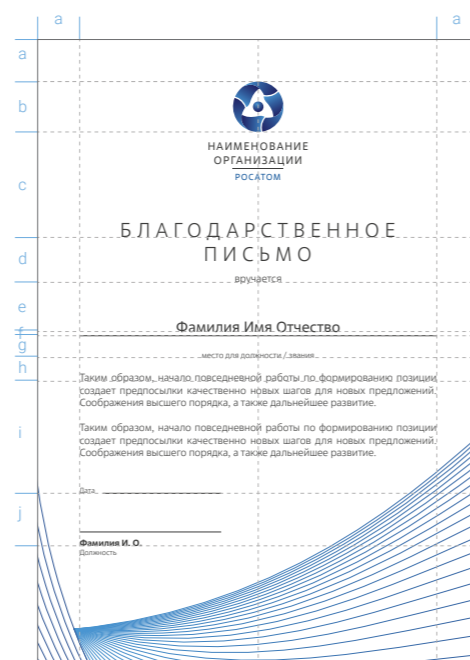 a a
a
b
НАИМЕНОВАНИЕ
ОРГАНИЗАЦИИ
РОСАТОМ
c
БЛАГОДАРСТВЕННОЕ
ПИСЬМО
d
вручается
e
Фамилия Имя Отчество
f
g
место для должности / звания
h
Таким образом, начало повседневной работы по формированию позиции
создает предпосылки качественно новых шагов для новых предложений.
Соображения высшего порядка, а также дальнейшее развитие.
Таким образом, начало повседневной работы по формированию позиции
создает предпосылки качественно новых шагов для новых предложений.
Соображения высшего порядка, а также дальнейшее развитие.
i
Дата
j
Фамилия И. О.
Должность